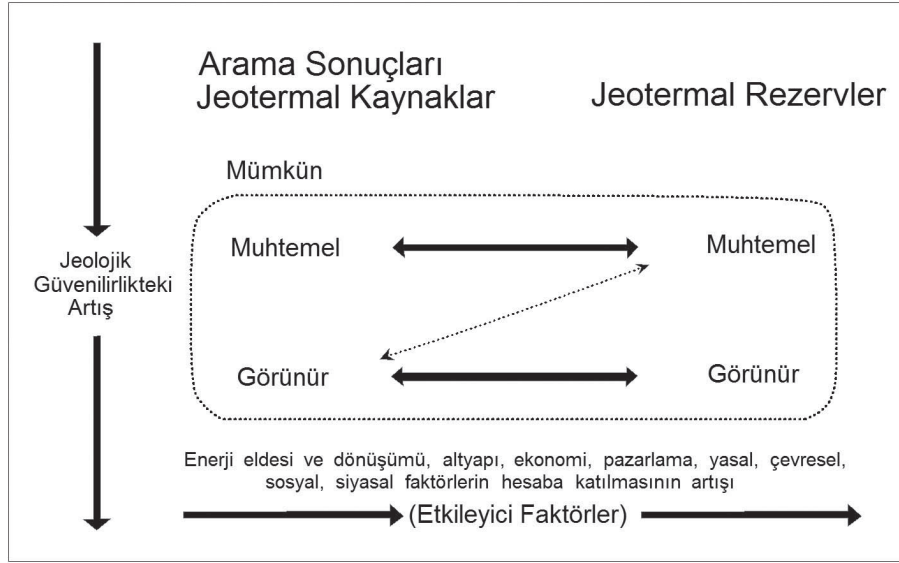 Arama Sonuçları
Jeotermal Kaynaklar
Jeotermal Rezervler
Mümkün
Muhtemel
Muhtemel
Jeolojik
Güvenilirlikteki
Artış
Görünür
Görünür
Enerji eldesi ve dönüşümü, altyapı, ekonomi, pazarlama, yasal, çevresel,
sosyal, siyasal faktörlerin hesaba katılmasının artışı
(Etkileyici Faktörler)